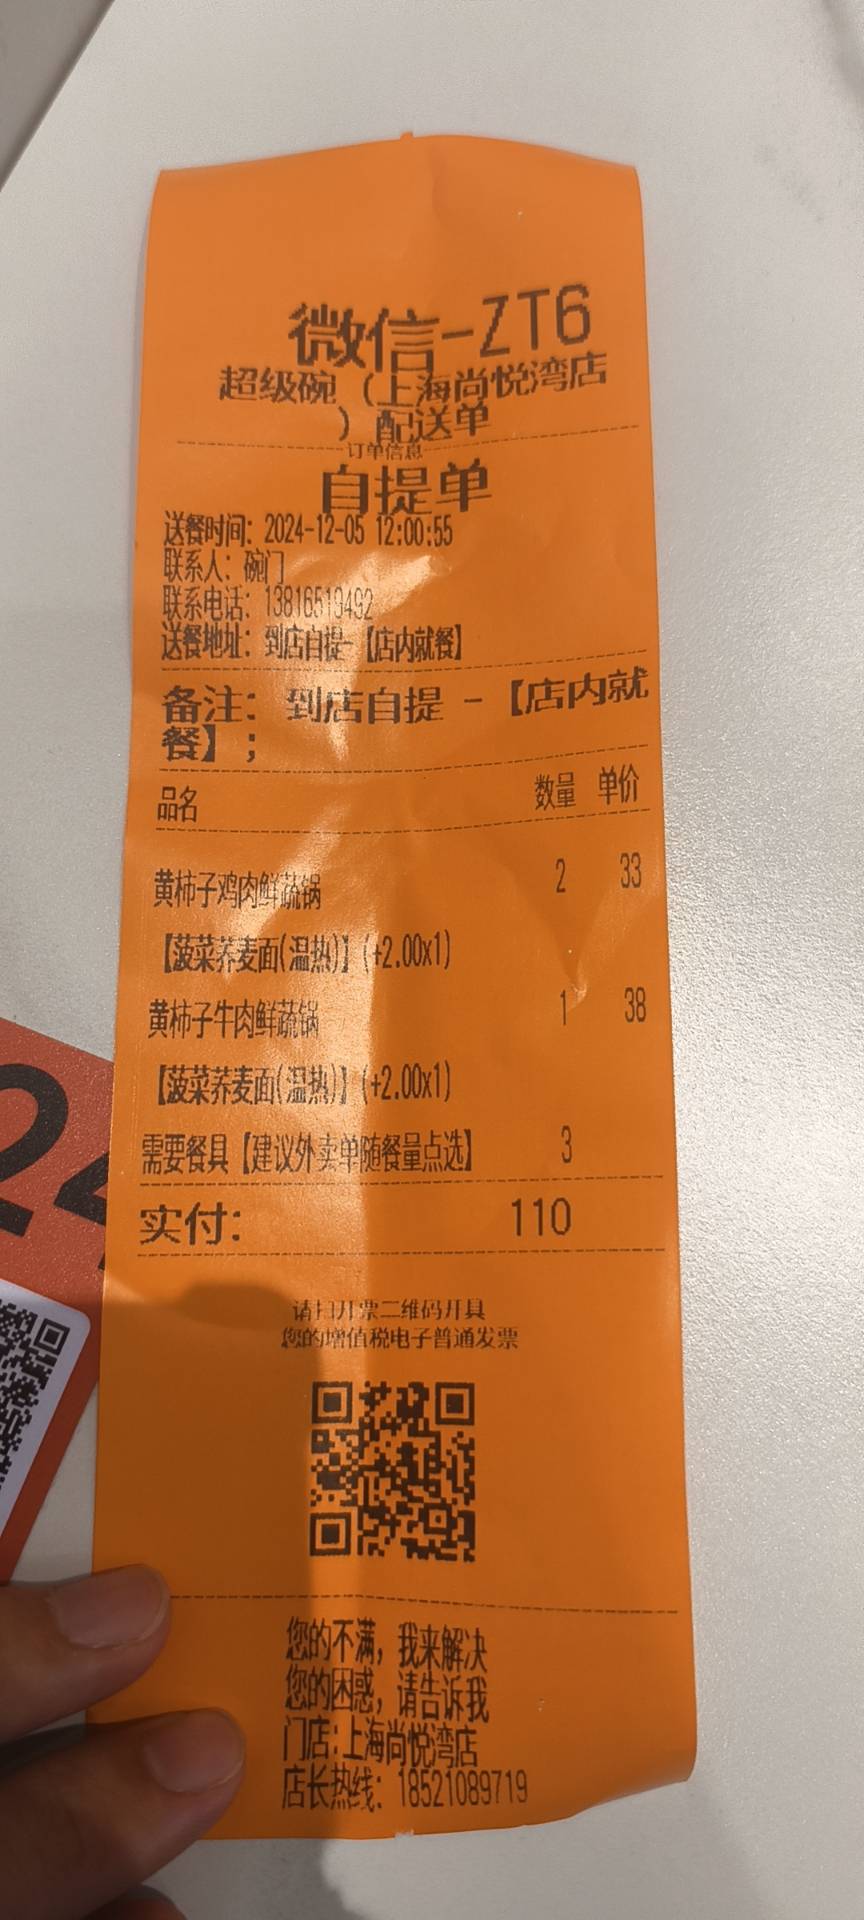 微信-ZT6
超级碗（上海尚悦湾店
）配送单
订单信息
自提单
送餐时间：2024-12-05 12:00:55
联系人：碗门
联系电话：13816519492
送餐地址：到店自提-【店内就餐】
备注：到店自提 -【店内就
餐】；
品名 数量 单价
黄柿子鸡肉鲜蔬锅 2 33
【菠菜荞麦面(温热)】(+2.00x1)
黄柿子牛肉鲜蔬锅 1 38
【菠菜荞麦面(温热)】(+2.00x1)
需要餐具【建议外卖单随餐量点选】 3
实付： 110
请扫开票二维码开具
您的增值税电子普通发票
您的不满，我来解决
您的困惑，请告诉我
门店：上海尚悦湾店
店长热线：18521089719
24